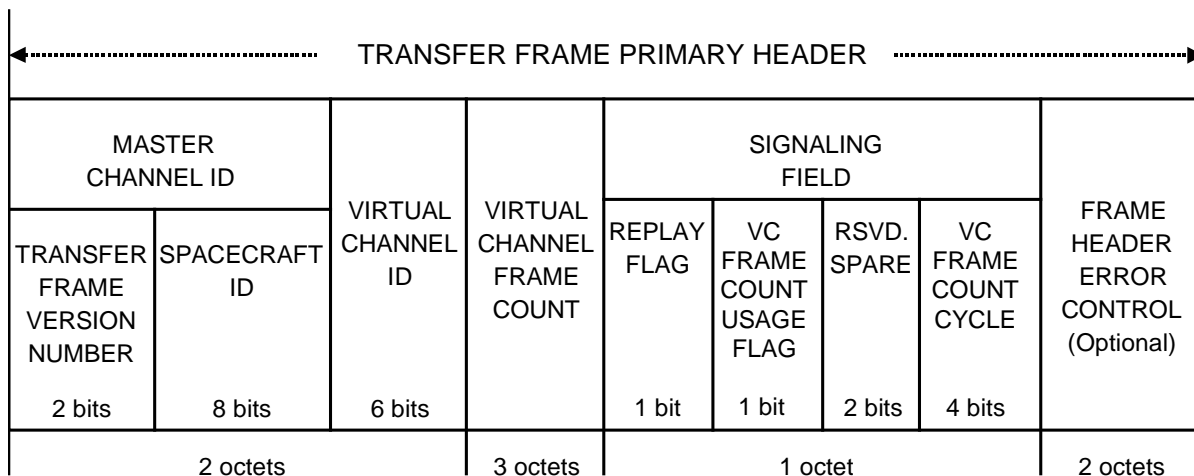 TRANSFER FRAME PRIMARY HEADER
MASTER
CHANNEL ID
TRANSFER
FRAME
VERSION
NUMBER
2 bits
SPACECRAFT
ID
8 bits
VIRTUAL
CHANNEL
ID
6 bits
2 octets
VIRTUAL
CHANNEL
FRAME
COUNT
3 octets
SIGNALING
FIELD
REPLAY
FLAG
1 bit
VC
FRAME
COUNT
USAGE
FLAG
1 bit
RSVD.
SPARE
2 bits
VC
FRAME
COUNT
CYCLE
4 bits
1 octet
FRAME
HEADER
ERROR
CONTROL
(Optional)
2 octets